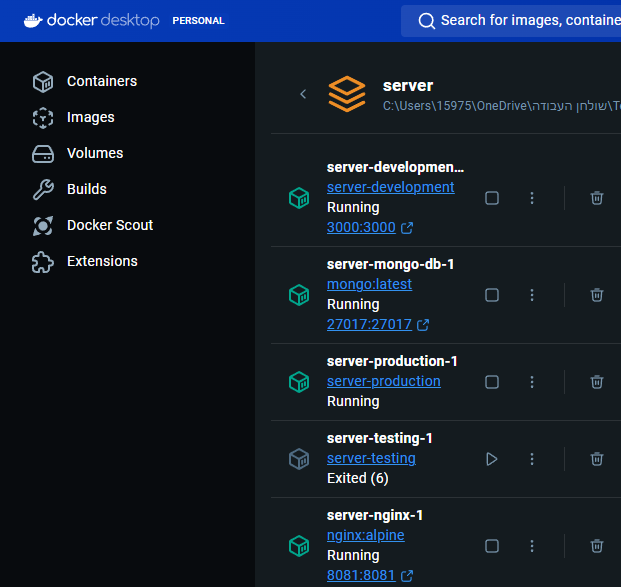 docker desktop PERSONAL
Search for images, containe
Containers
Images
Volumes
Builds
Docker Scout
Extensions
server
C:\Users\15975\OneDrive\שולחן העבודה\T
server-developmen...
server-development
Running
3000:3000
server-mongo-db-1
mongo:latest
Running
27017:27017
server-production-1
server-production
Running
server-testing-1
server-testing
Exited (6)
server-nginx-1
nginx:alpine
Running
8081:8081